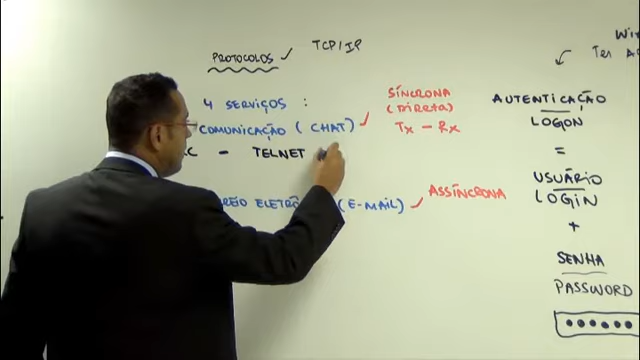 PROTOCOLOS ✓ TCP/IP
4 SERVIÇOS :
COMUNICAÇÃO (CHAT) ✓
- TELNET
(E-MAIL) ✓
SÍNCRONA
(DIRETA)
Tx - Rx
ASSÍNCRONA
AUTENTICAÇÃO
LOGON
=
USUÁRIO
LOGIN
+
SENHA
PASSWORD